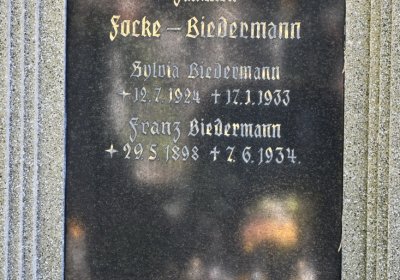 Focke – Biedermann
Sylvia Biedermann
+ 12.7.1924 † 17.1.1933
Franz Biedermann
+ 29.5.1898 † 7.6.1934.